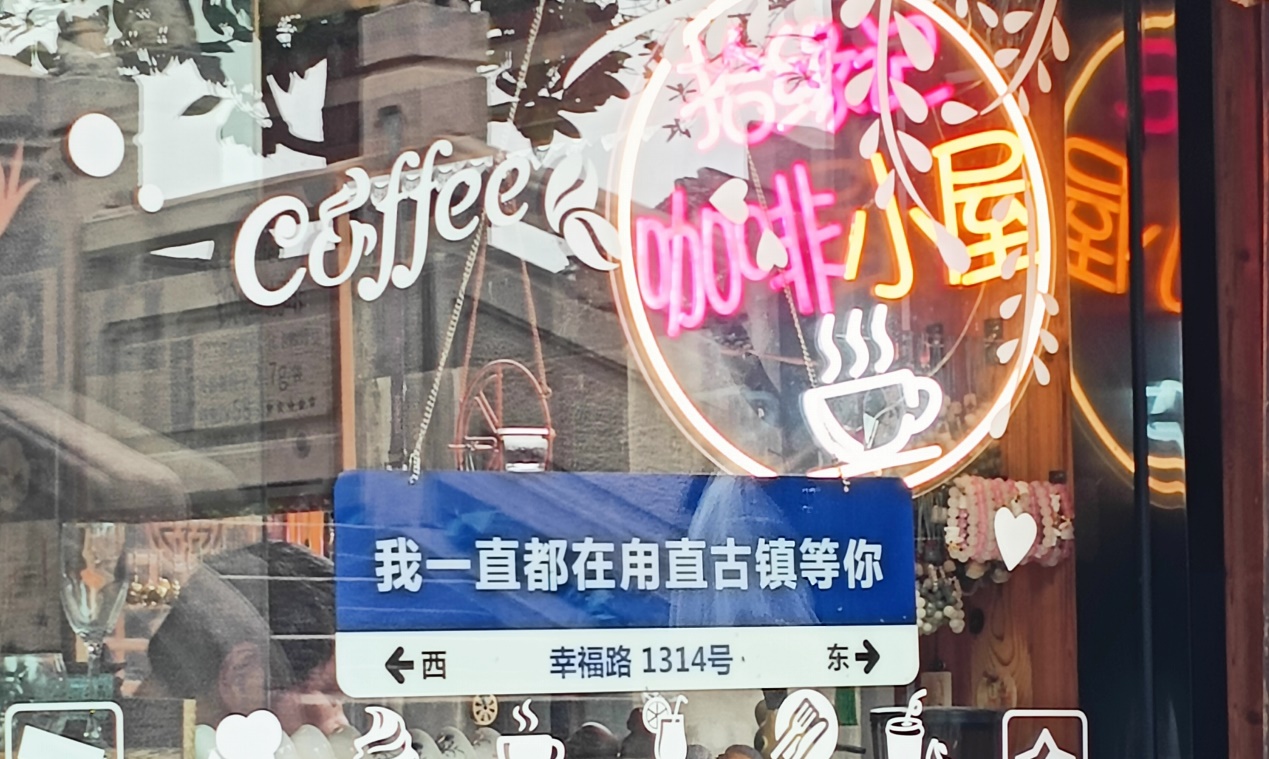 Coffee
咖啡小屋
我一直都在甪直古镇等你
西
幸福路 1314号
东